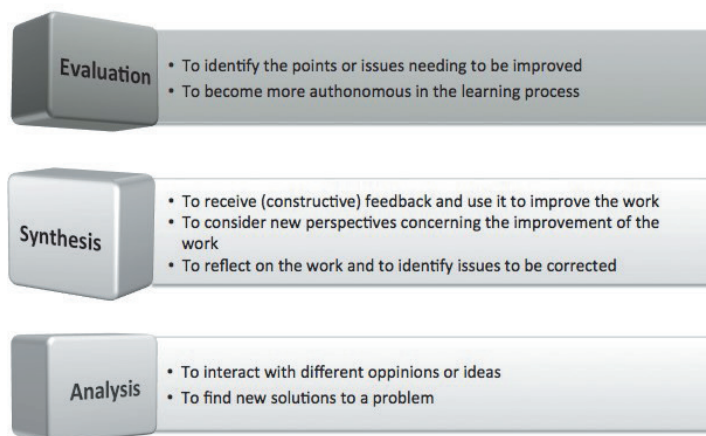 Evaluation
• To identify the points or issues needing to be improved
• To become more authonomous in the learning process
Synthesis
• To receive (constructive) feedback and use it to improve the work
• To consider new perspectives concerning the improvement of the
work
• To reflect on the work and to identify issues to be corrected
Analysis
• To interact with different oppinions or ideas
• To find new solutions to a problem